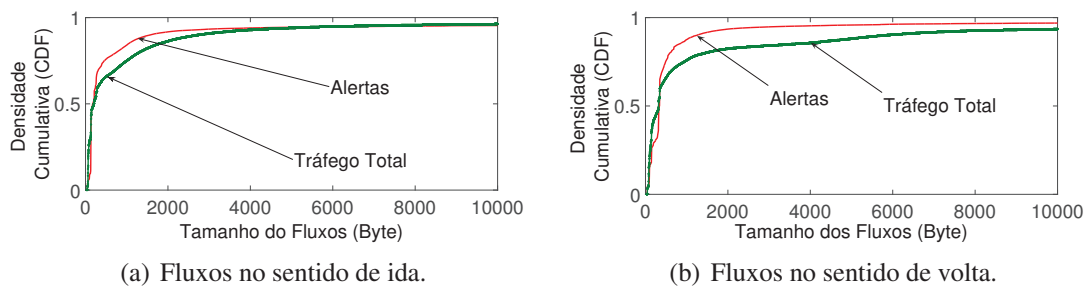 Densidade
Cumulativa (CDF)
1
0.5
0
Alertas
Tráfego Total
0 2000 4000 6000 8000 10000
Tamanho do Fluxos (Byte)
(a) Fluxos no sentido de ida.
Densidade
Cumulativa (CDF)
1
0.5
0
Alertas
Tráfego Total
0 2000 4000 6000 8000 10000
Tamanho dos Fluxos (Byte)
(b) Fluxos no sentido de volta.